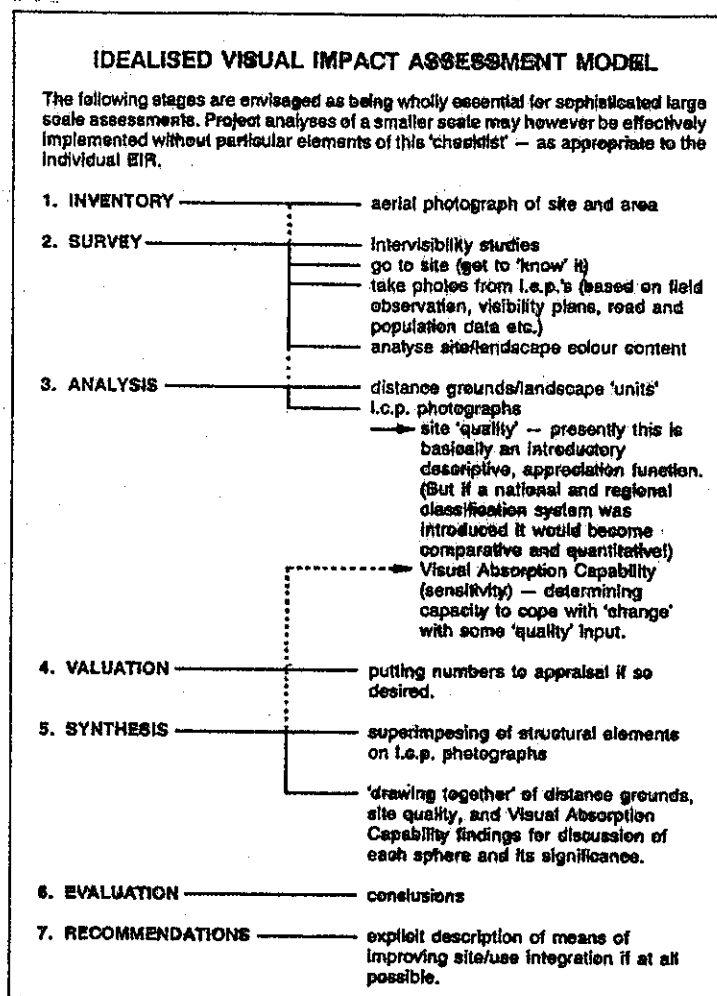 IDEALISED VISUAL IMPACT ASSESSMENT MODEL
The following stages are envisaged as being wholly essential for sophisticated large
scale assessments. Project analyses of a smaller scale may however be effectively
implemented without particular elements of this 'checklist' — as appropriate to the
individual EIR.
1. INVENTORY aerial photograph of site and area
2. SURVEY intervisibility studies
go to site (get to 'know' it)
take photos from l.c.p.'s (based on field
observation, visibility plans, road and
population data etc.)
analyse site/landscape colour content
3. ANALYSIS distance grounds/landscape 'units'
l.c.p. photographs
site 'quality' — presently this is
basically an introductory
descriptive, appreciation function.
(But if a national and regional
classification system was
introduced it would become
comparative and quantitative!)
Visual Absorption Capability
(sensitivity) — determining
capacity to cope with 'change'
with some 'quality' input.
4. VALUATION putting numbers to appraisal if so
desired.
5. SYNTHESIS superimposing of structural elements
on l.c.p. photographs
'drawing together' of distance grounds,
site quality, and Visual Absorption
Capability findings for discussion of
each sphere and its significance.
6. EVALUATION conclusions
7. RECOMMENDATIONS explicit description of means of
improving site/use integration if at all
possible.